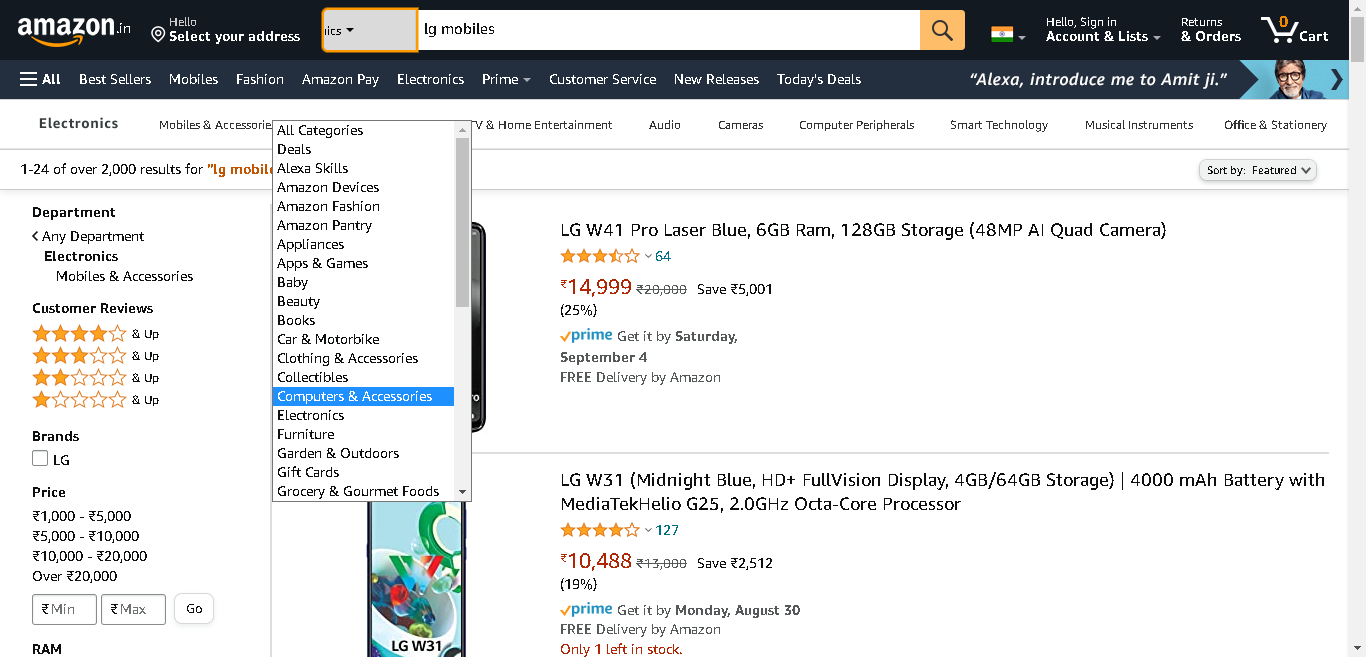 amazon.in
Hello
Select your address
nics
lg mobiles
Hello, Sign in
Account & Lists
Returns
& Orders
0
Cart
All
Best Sellers
Mobiles
Fashion
Amazon Pay
Electronics
Prime
Customer Service
New Releases
Today's Deals
“Alexa, introduce me to Amit ji.”
Electronics
Mobiles & Accessorie
TV & Home Entertainment
Audio
Cameras
Computer Peripherals
Smart Technology
Musical Instruments
Office & Stationery
1-24 of over 2,000 results for "lg mobile
Sort by: Featured
All Categories
Deals
Alexa Skills
Amazon Devices
Amazon Fashion
Amazon Pantry
Appliances
Apps & Games
Baby
Beauty
Books
Car & Motorbike
Clothing & Accessories
Collectibles
Computers & Accessories
Electronics
Furniture
Garden & Outdoors
Gift Cards
Grocery & Gourmet Foods
Department
Any Department
Electronics
Mobiles & Accessories
Customer Reviews
& Up
& Up
& Up
& Up
Brands
LG
Price
₹1,000 - ₹5,000
₹5,000 - ₹10,000
₹10,000 - ₹20,000
Over ₹20,000
₹ Min
₹ Max
Go
RAM
LG W41 Pro Laser Blue, 6GB Ram, 128GB Storage (48MP AI Quad Camera)
64
₹14,999 ₹20,000 Save ₹5,001
(25%)
prime Get it by Saturday,
September 4
FREE Delivery by Amazon
LG W31 (Midnight Blue, HD+ FullVision Display, 4GB/64GB Storage) | 4000 mAh Battery with
MediaTekHelio G25, 2.0GHz Octa-Core Processor
127
₹10,488 ₹13,000 Save ₹2,512
(19%)
prime Get it by Monday, August 30
FREE Delivery by Amazon
Only 1 left in stock.
LG W31